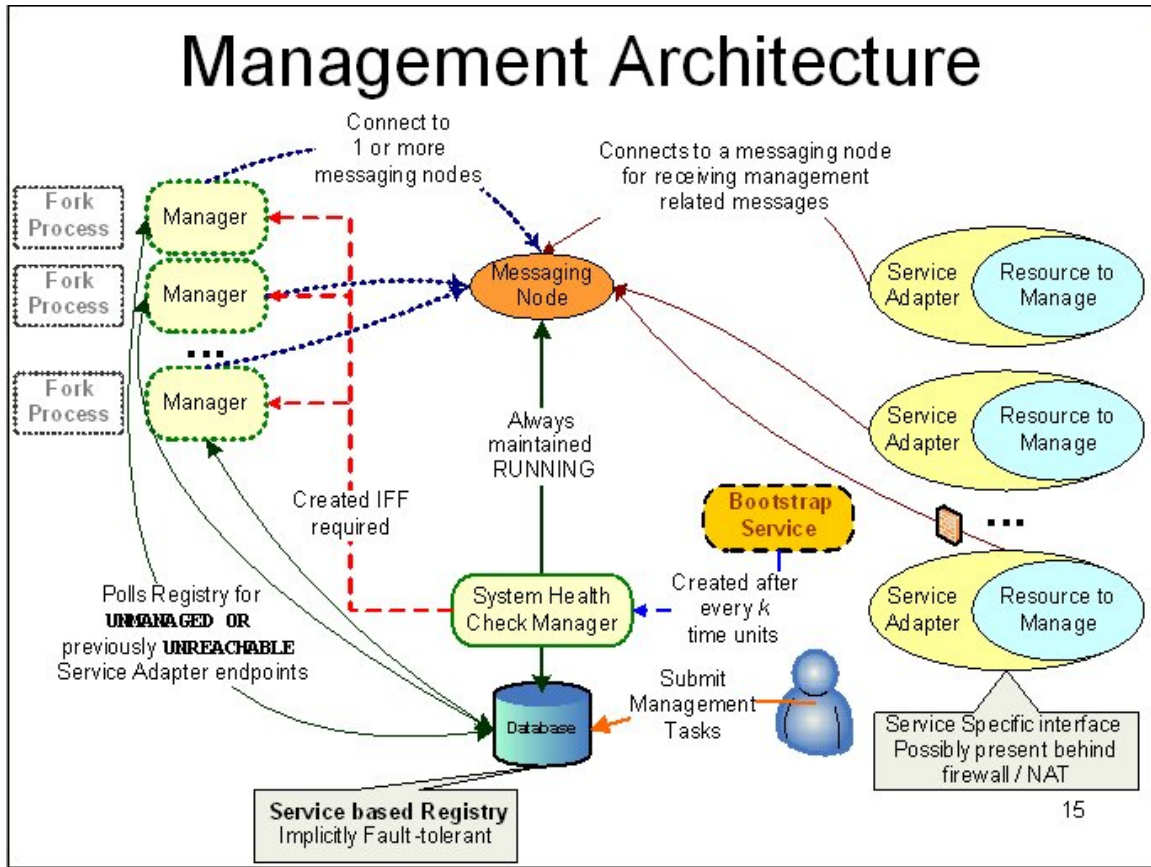 Management Architecture
Connect to
1 or more
messaging nodes
Connects to a messaging node
for receiving management
related messages
Fork
Process
Manager
Fork
Process
Manager
...
Fork
Process
Manager
Messaging
Node
Service
Adapter
Resource to
Manage
Service
Adapter
Resource to
Manage
...
Service
Adapter
Resource to
Manage
Always
maintained
RUNNING
Created IFF
required
Bootstrap
Service
Created after
every k
time units
System Health
Check Manager
Polls Registry for
UNMANAGED OR
previously UNREACHABLE
Service Adapter endpoints
Submit
Management
Tasks
Database
Service Specific interface
Possibly present behind
firewall / NAT
Service based Registry
Implicitly Fault-tolerant
15